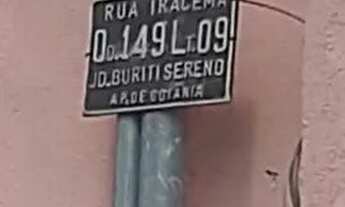 RUA IRACEMA
QD.149 LT.09
JD.BURITI SERENO
AP. DE GOIÂNIA